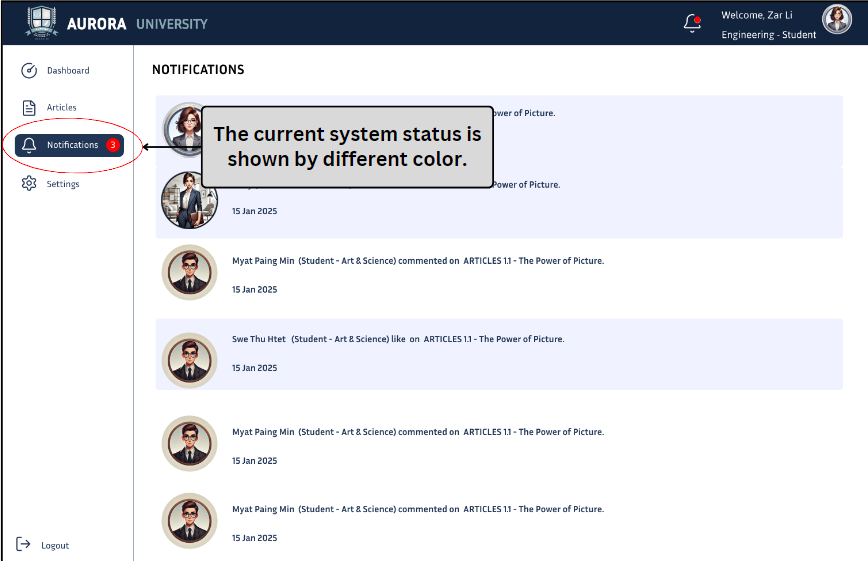 AURORA UNIVERSITY
Welcome, Zar Li
Engineering - Student
Dashboard
Articles
Notifications 3
Settings
Logout
NOTIFICATIONS
The current system status is
shown by different color.
of Picture.
Power of Picture.
15 Jan 2025
Myat Paing Min (Student - Art & Science) commented on ARTICLES 1.1 - The Power of Picture.
15 Jan 2025
Swe Thu Htet (Student - Art & Science) like on ARTICLES 1.1 - The Power of Picture.
15 Jan 2025
Myat Paing Min (Student - Art & Science) commented on ARTICLES 1.1 - The Power of Picture.
15 Jan 2025
Myat Paing Min (Student - Art & Science) commented on ARTICLES 1.1 - The Power of Picture.
15 Jan 2025